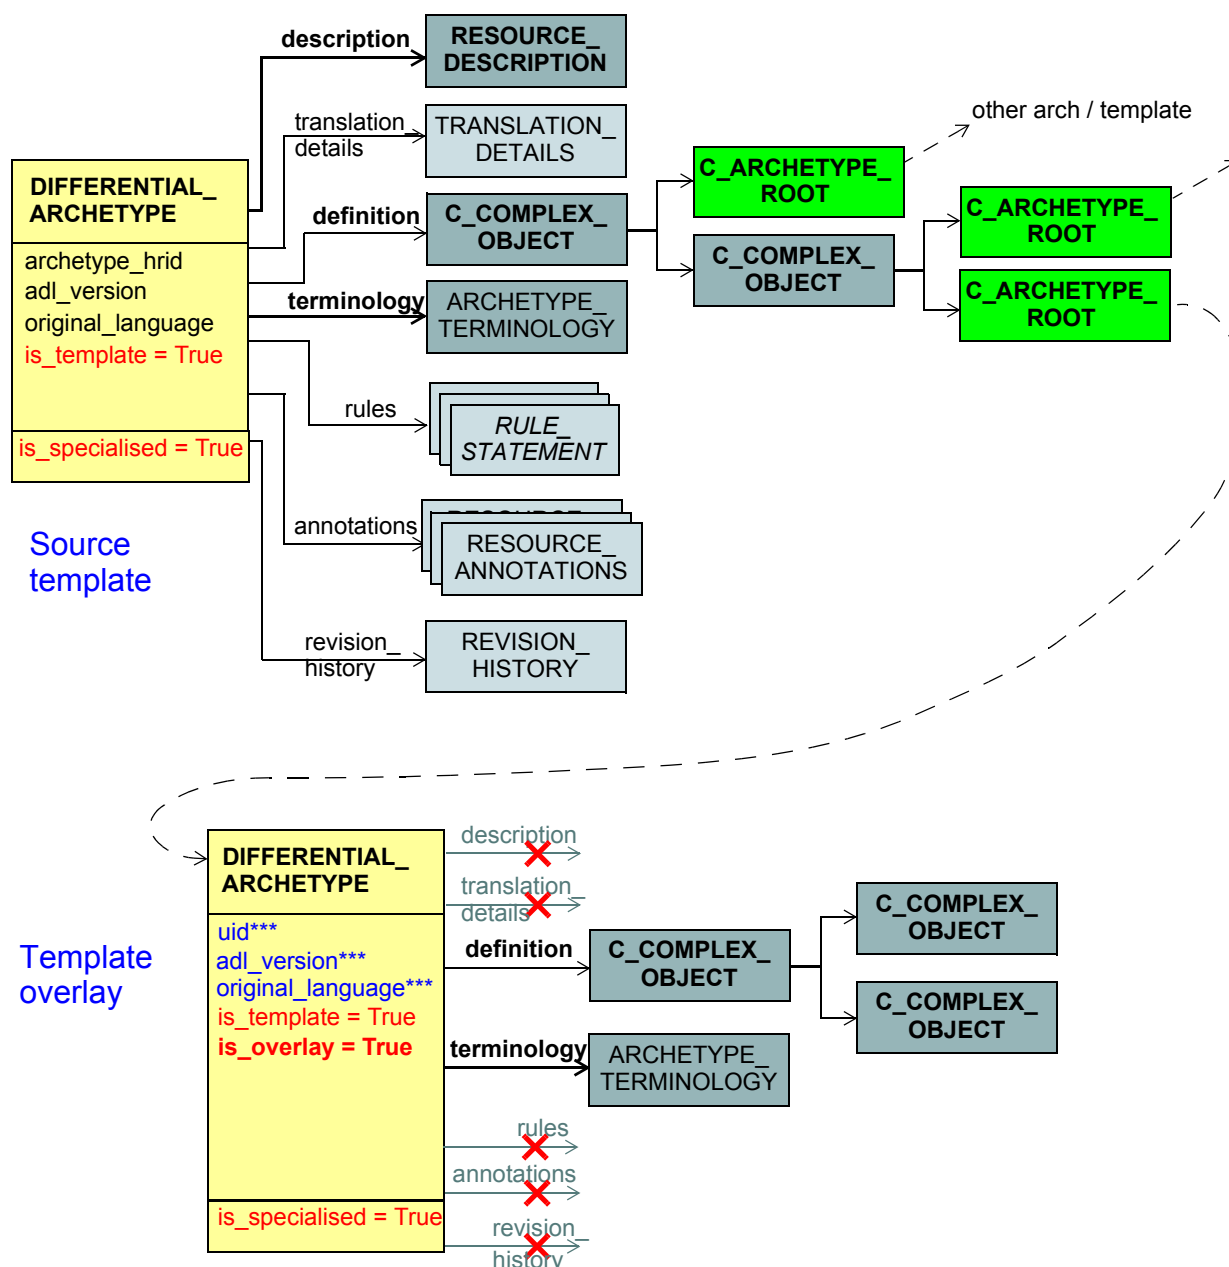 description
RESOURCE_
DESCRIPTION
translation_
details
TRANSLATION_
DETAILS
other arch / template
DIFFERENTIAL_
ARCHETYPE
archetype_hrid
adl_version
original_language
is_template = True
is_specialised = True
definition
C_COMPLEX_
OBJECT
C_ARCHETYPE_
ROOT
C_COMPLEX_
OBJECT
C_ARCHETYPE_
ROOT
C_ARCHETYPE_
ROOT
terminology
ARCHETYPE_
TERMINOLOGY
rules
RULE_
STATEMENT
annotations
RESOURCE_
RESOURCE_
ANNOTATIONS
revision_
history
REVISION_
HISTORY
Source
template
Template
overlay
DIFFERENTIAL_
ARCHETYPE
uid***
adl_version***
original_language***
is_template = True
is_overlay = True
is_specialised = True
description
translation_
details
definition
C_COMPLEX_
OBJECT
C_COMPLEX_
OBJECT
C_COMPLEX_
OBJECT
terminology
ARCHETYPE_
TERMINOLOGY
rules
annotations
revision_
history